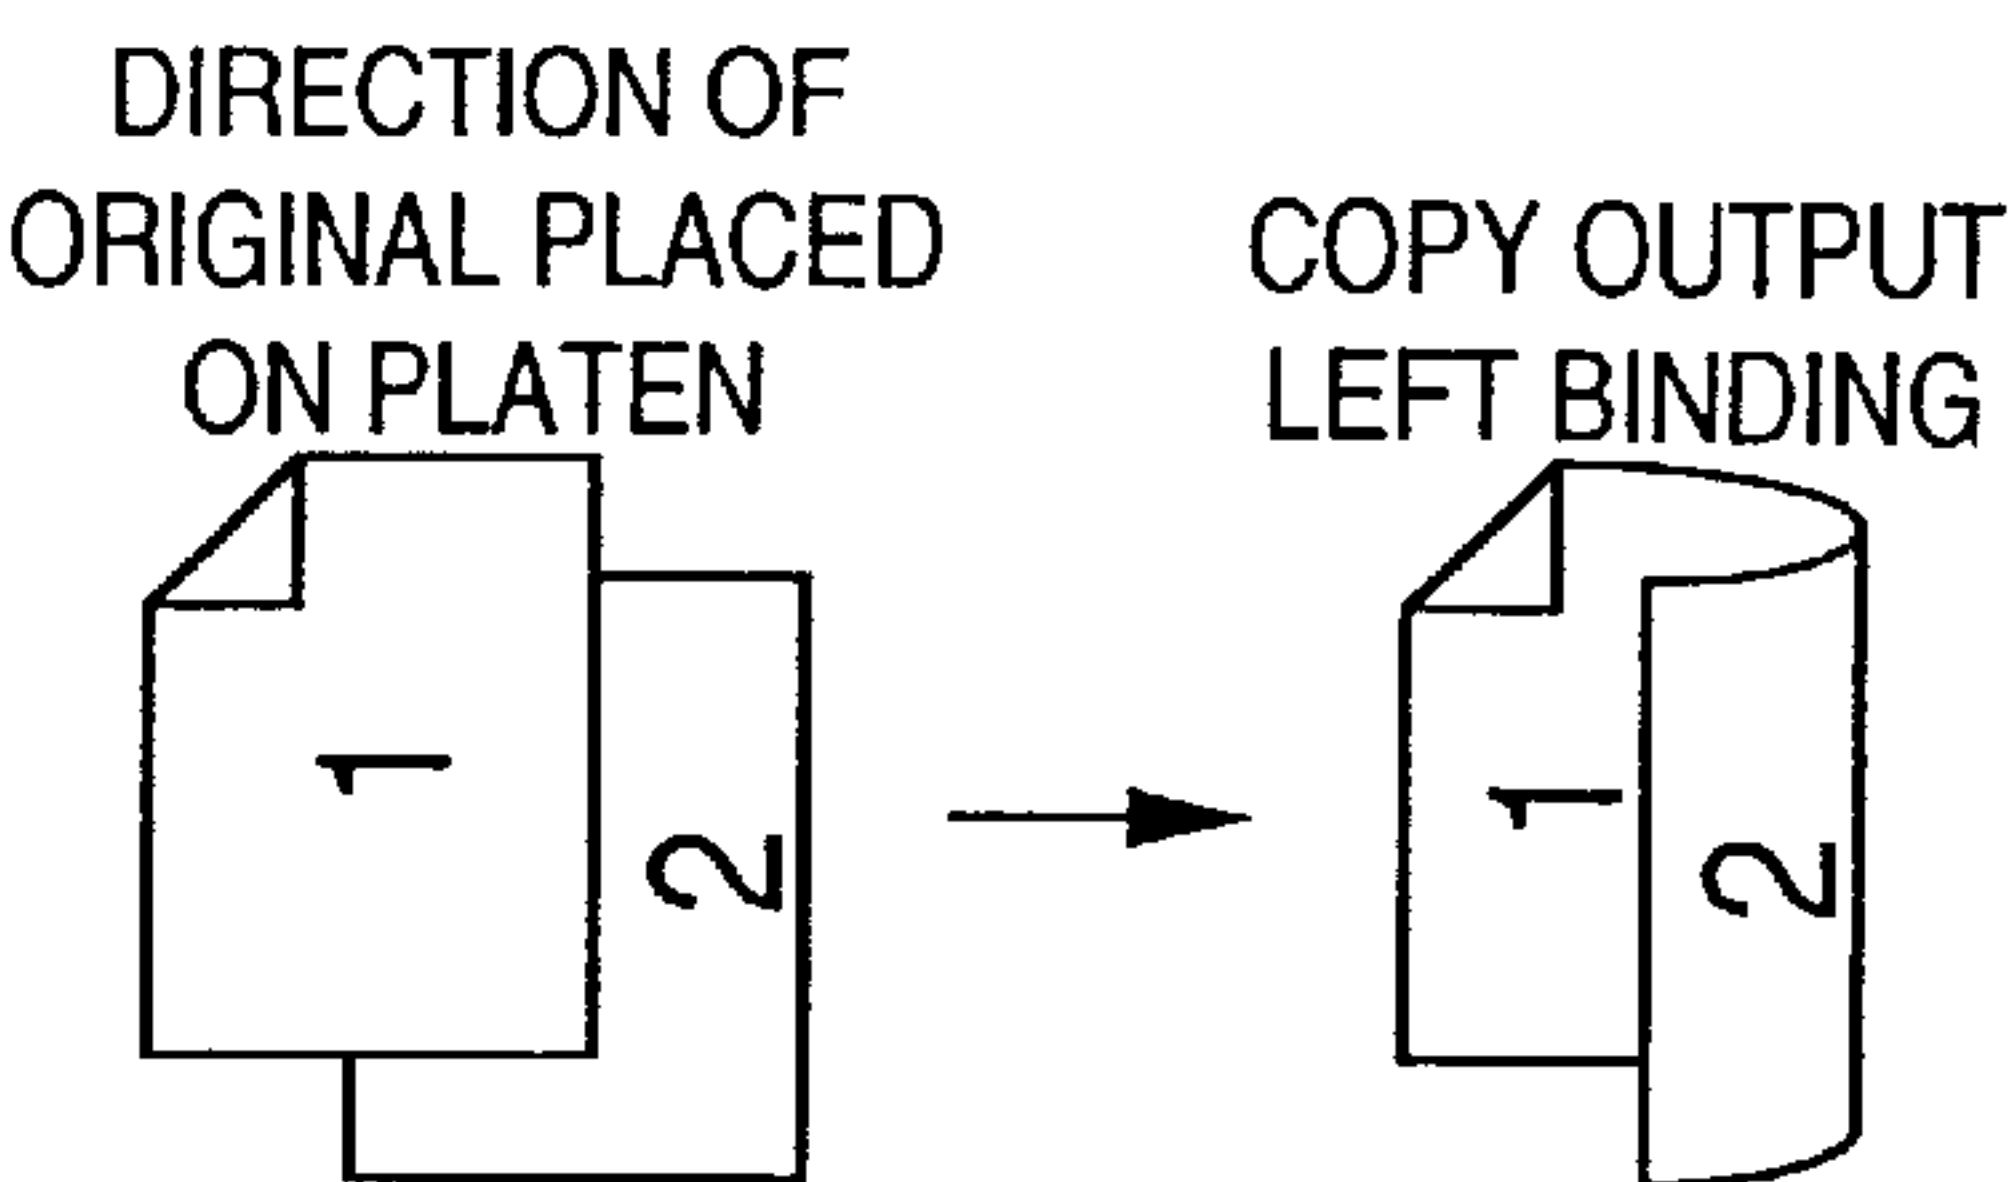 DIRECTION OF
ORIGINAL PLACED
ON PLATEN
COPY OUTPUT
LEFT BINDING
1
2
1
2